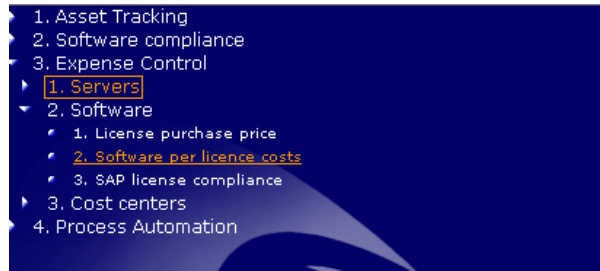 1. Asset Tracking
2. Software compliance
3. Expense Control
1. Servers
2. Software
1. License purchase price
2. Software per licence costs
3. SAP license compliance
3. Cost centers
4. Process Automation